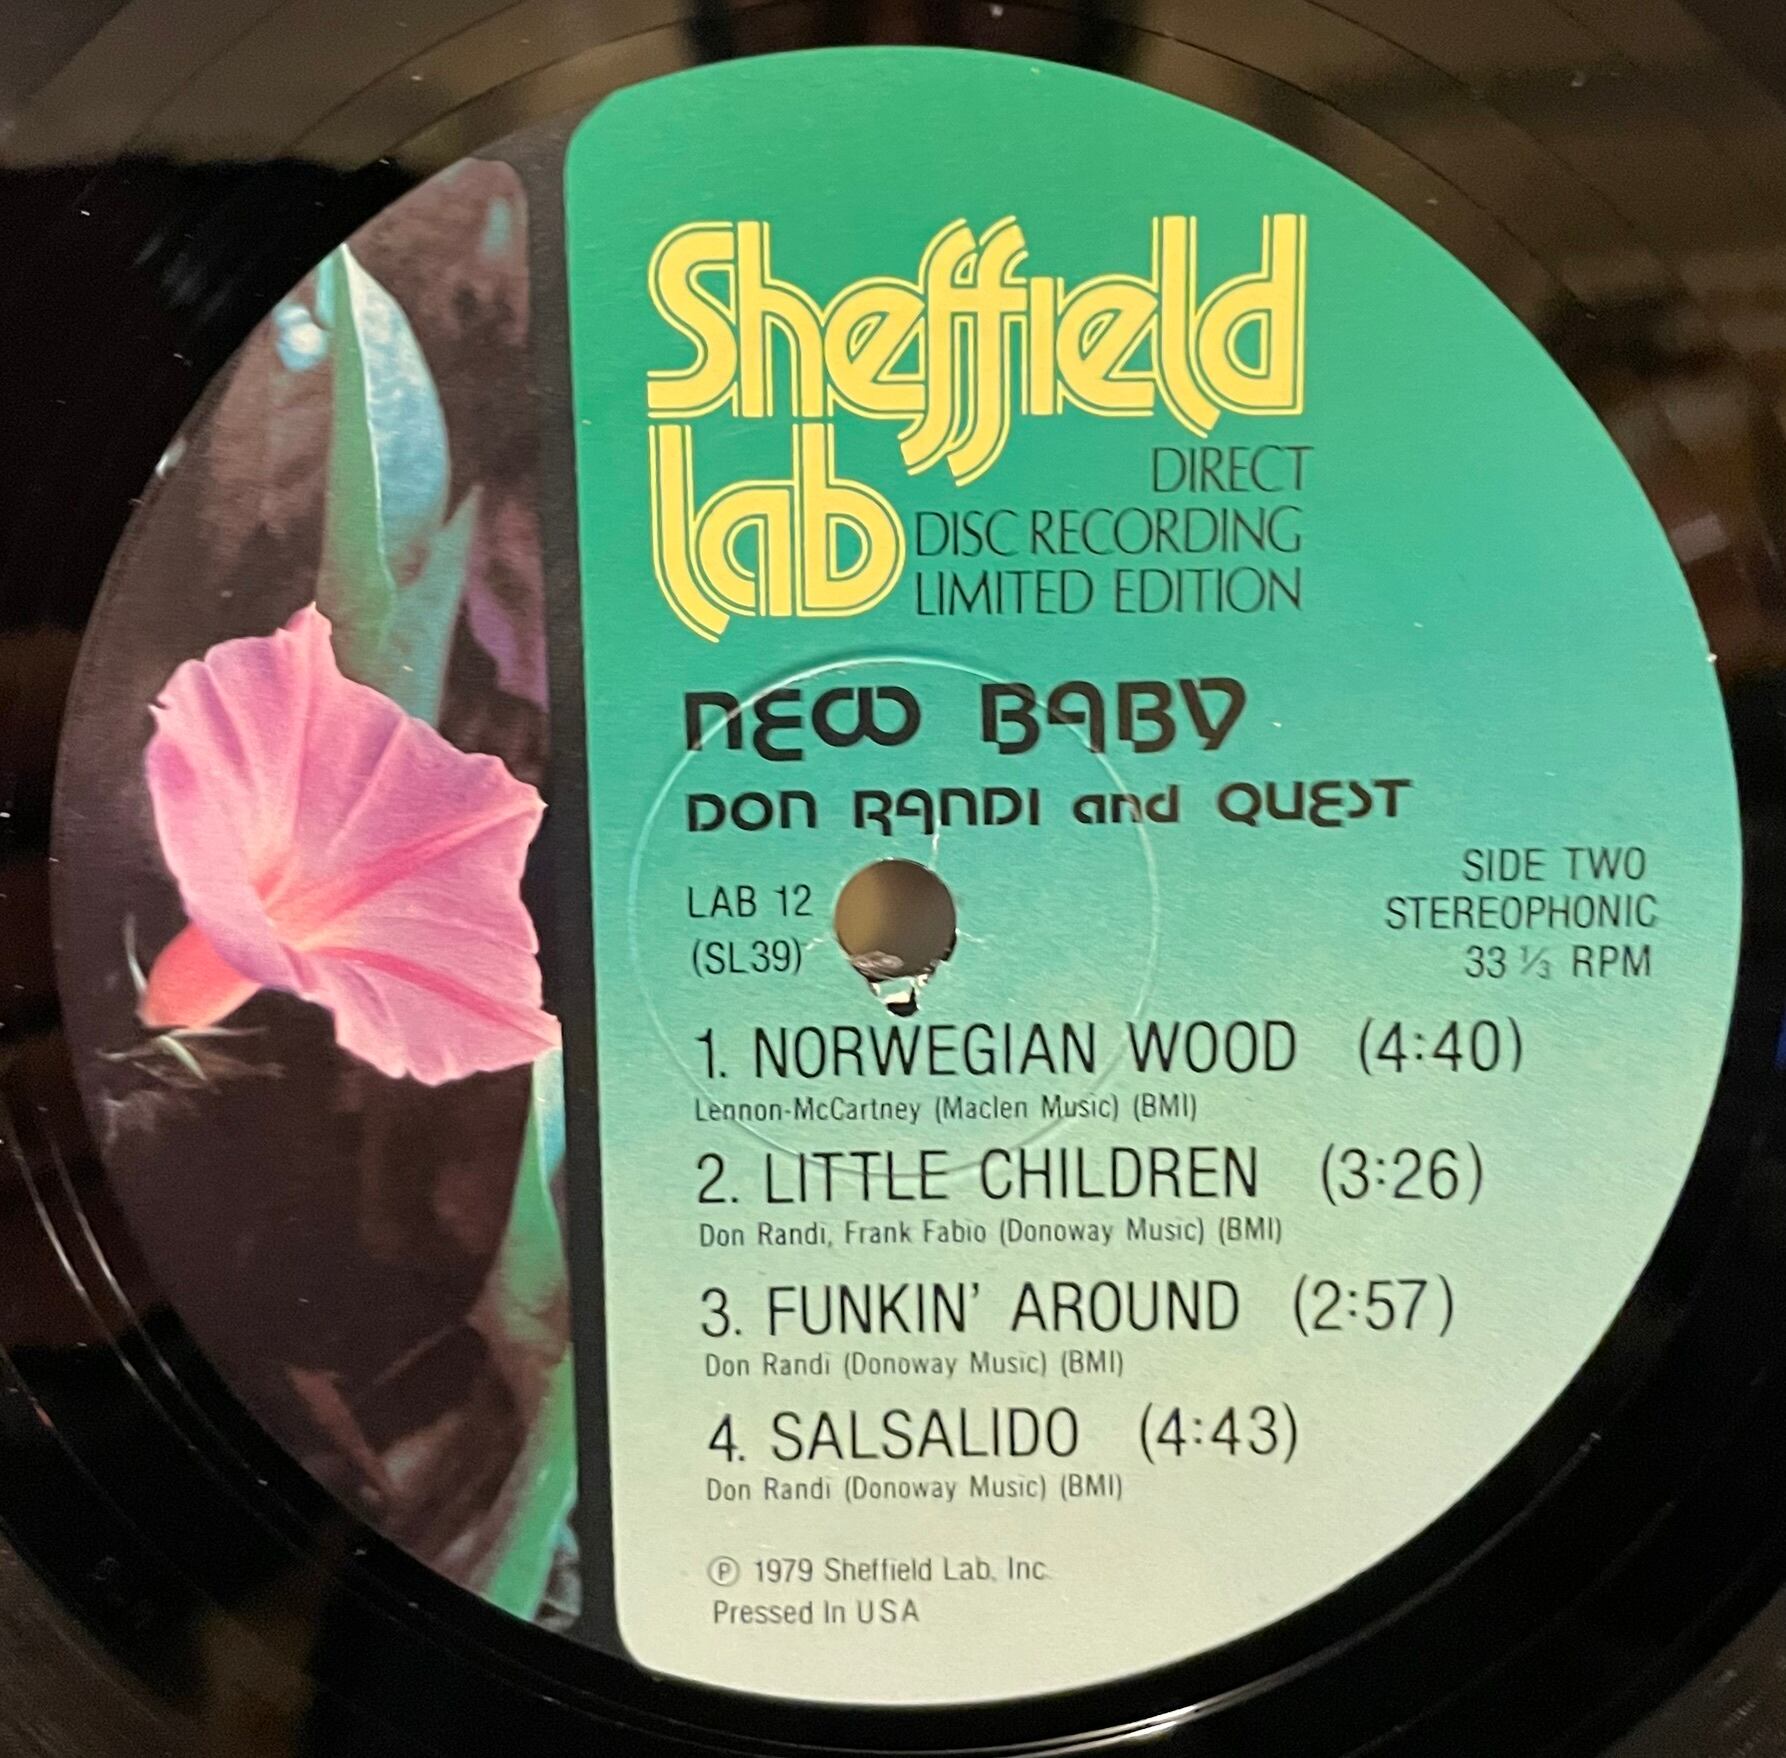 Sheffield
Lab
DIRECT
DISC RECORDING
LIMITED EDITION
NEW BABY
DON RANDI and QUEST
SIDE TWO
LAB 12
STEREOPHONIC
(SL39)
33 ⅓ RPM
1. NORWEGIAN WOOD (4:40)
Lennon-McCartney (Maclen Music) (BMI)
2. LITTLE CHILDREN (3:26)
Don Randi, Frank Fabio (Donoway Music) (BMI)
3. FUNKIN' AROUND (2:57)
Don Randi (Donoway Music) (BMI)
4. SALSALIDO (4:43)
Don Randi (Donoway Music) (BMI)
℗ 1979 Sheffield Lab, Inc.
Pressed In USA